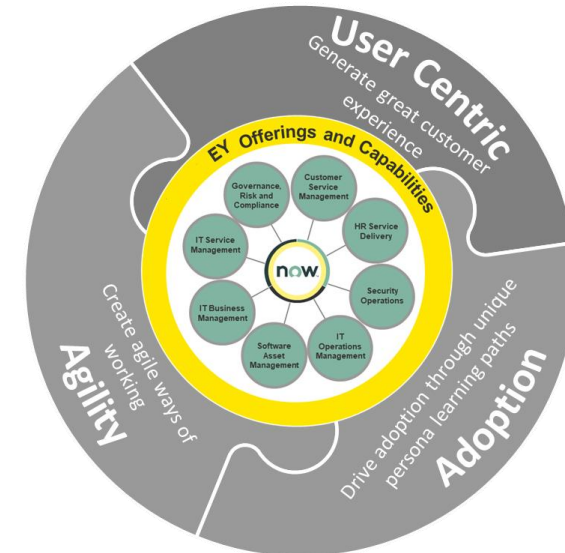 User Centric
Generate great customer
experience
EY Offerings and Capabilities
Customer
Service
Management
HR Service
Delivery
Security
Operations
IT
Operations
Management
Software
Asset
Management
IT Business
Management
IT Service
Management
Governance,
Risk and
Compliance
now.
Adoption
Drive adoption through unique
persona learning paths
Agility
Create agile ways of
working